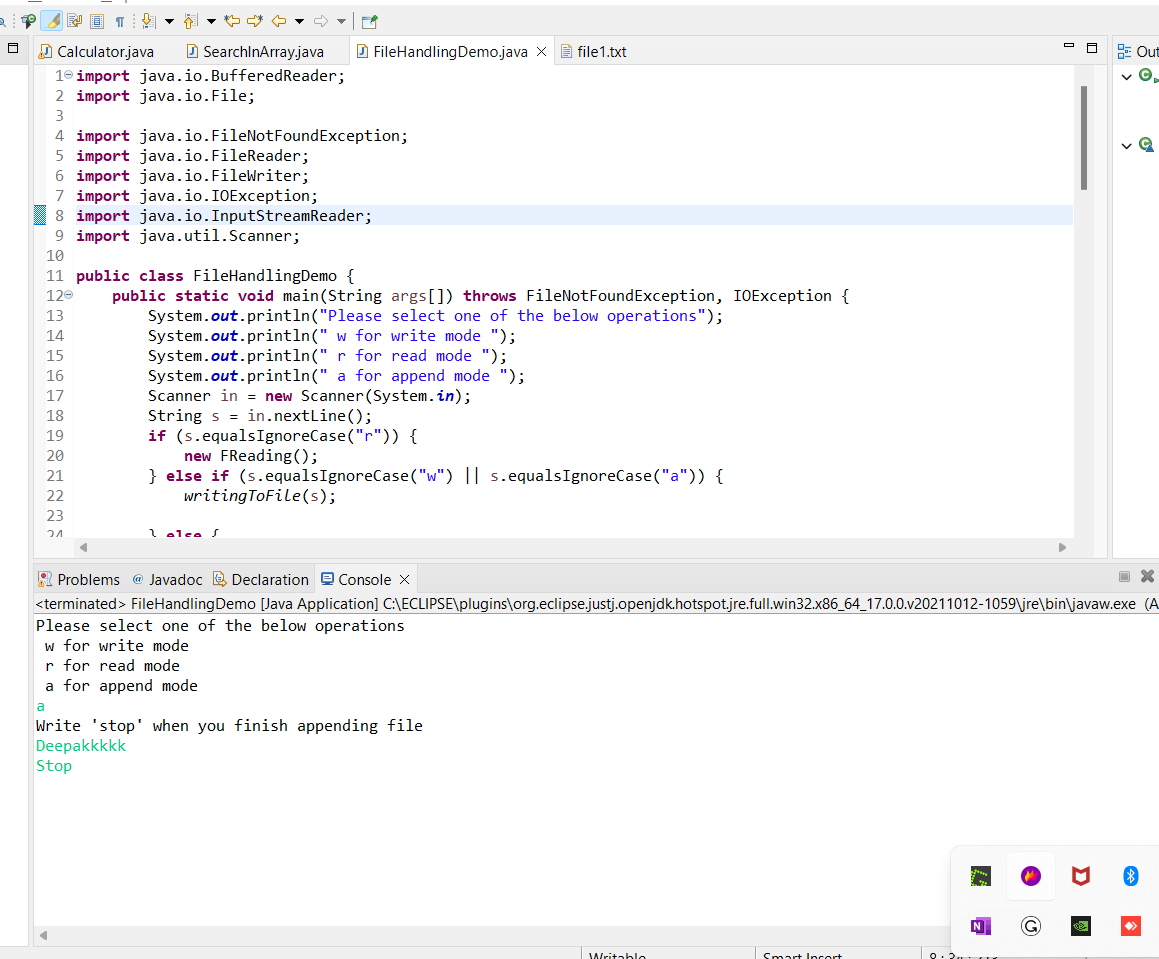 Calculator.java SearchInArray.java FileHandlingDemo.java file1.txt Out
1 import java.io.BufferedReader;
2 import java.io.File;
3
4 import java.io.FileNotFoundException;
5 import java.io.FileReader;
6 import java.io.FileWriter;
7 import java.io.IOException;
8 import java.io.InputStreamReader;
9 import java.util.Scanner;
10
11 public class FileHandlingDemo {
12 public static void main(String args[]) throws FileNotFoundException, IOException {
13 System.out.println("Please select one of the below operations");
14 System.out.println(" w for write mode ");
15 System.out.println(" r for read mode ");
16 System.out.println(" a for append mode ");
17 Scanner in = new Scanner(System.in);
18 String s = in.nextLine();
19 if (s.equalsIgnoreCase("r")) {
20 new FReading();
21 } else if (s.equalsIgnoreCase("w") || s.equalsIgnoreCase("a")) {
22 writingToFile(s);
23
24 } else {
Problems @ Javadoc Declaration Console
<terminated> FileHandlingDemo [Java Application] C:\ECLIPSE\plugins\org.eclipse.justj.openjdk.hotspot.jre.full.win32.x86_64_17.0.0.v20211012-1059\jre\bin\javaw.exe (A
Please select one of the below operations
w for write mode
r for read mode
a for append mode
a
Write 'stop' when you finish appending file
Deepakkkkk
Stop
Writable Smart Insert